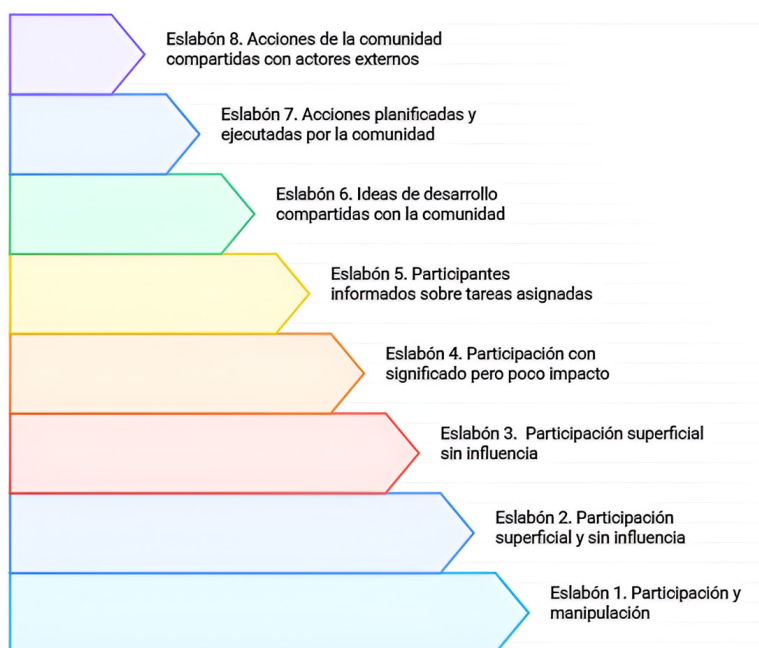 Eslabón 8. Acciones de la comunidad
compartidas con actores externos
Eslabón 7. Acciones planificadas y
ejecutadas por la comunidad
Eslabón 6. Ideas de desarrollo
compartidas con la comunidad
Eslabón 5. Participantes
informados sobre tareas asignadas
Eslabón 4. Participación con
significado pero poco impacto
Eslabón 3. Participación superficial
sin influencia
Eslabón 2. Participación
superficial y sin influencia
Eslabón 1. Participación y
manipulación